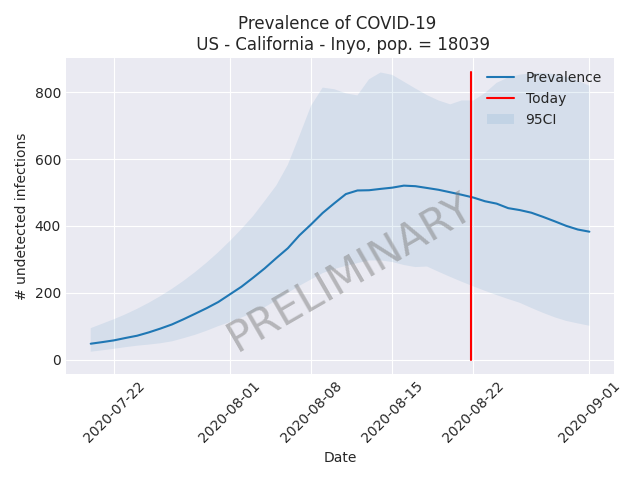 Prevalence of COVID-19
US - California - Inyo, pop. = 18039
Prevalence
Today
95CI
# undetected infections
800
600
400
200
0
PRELIMINARY
2020-07-22
2020-08-01
2020-08-08
2020-08-15
2020-08-22
2020-09-01
Date